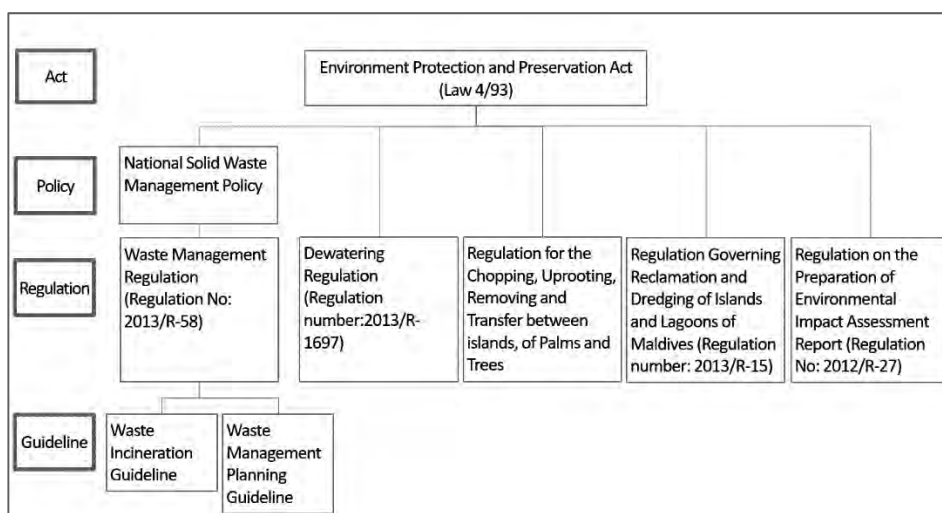 Act
Environment Protection and Preservation Act
(Law 4/93)
Policy
National Solid Waste
Management Policy
Regulation
Waste Management
Regulation
(Regulation No:
2013/R-58)
Dewatering
Regulation
(Regulation
number:2013/R-
1697)
Regulation for the
Chopping, Uprooting,
Removing and
Transfer between
islands, of Palms and
Trees
Regulation Governing
Reclamation and
Dredging of Islands
and Lagoons of
Maldives (Regulation
number: 2013/R-15)
Regulation on the
Preparation of
Environmental
Impact Assessment
Report (Regulation
No: 2012/R-27)
Guideline
Waste
Incineration
Guideline
Waste
Management
Planning
Guideline